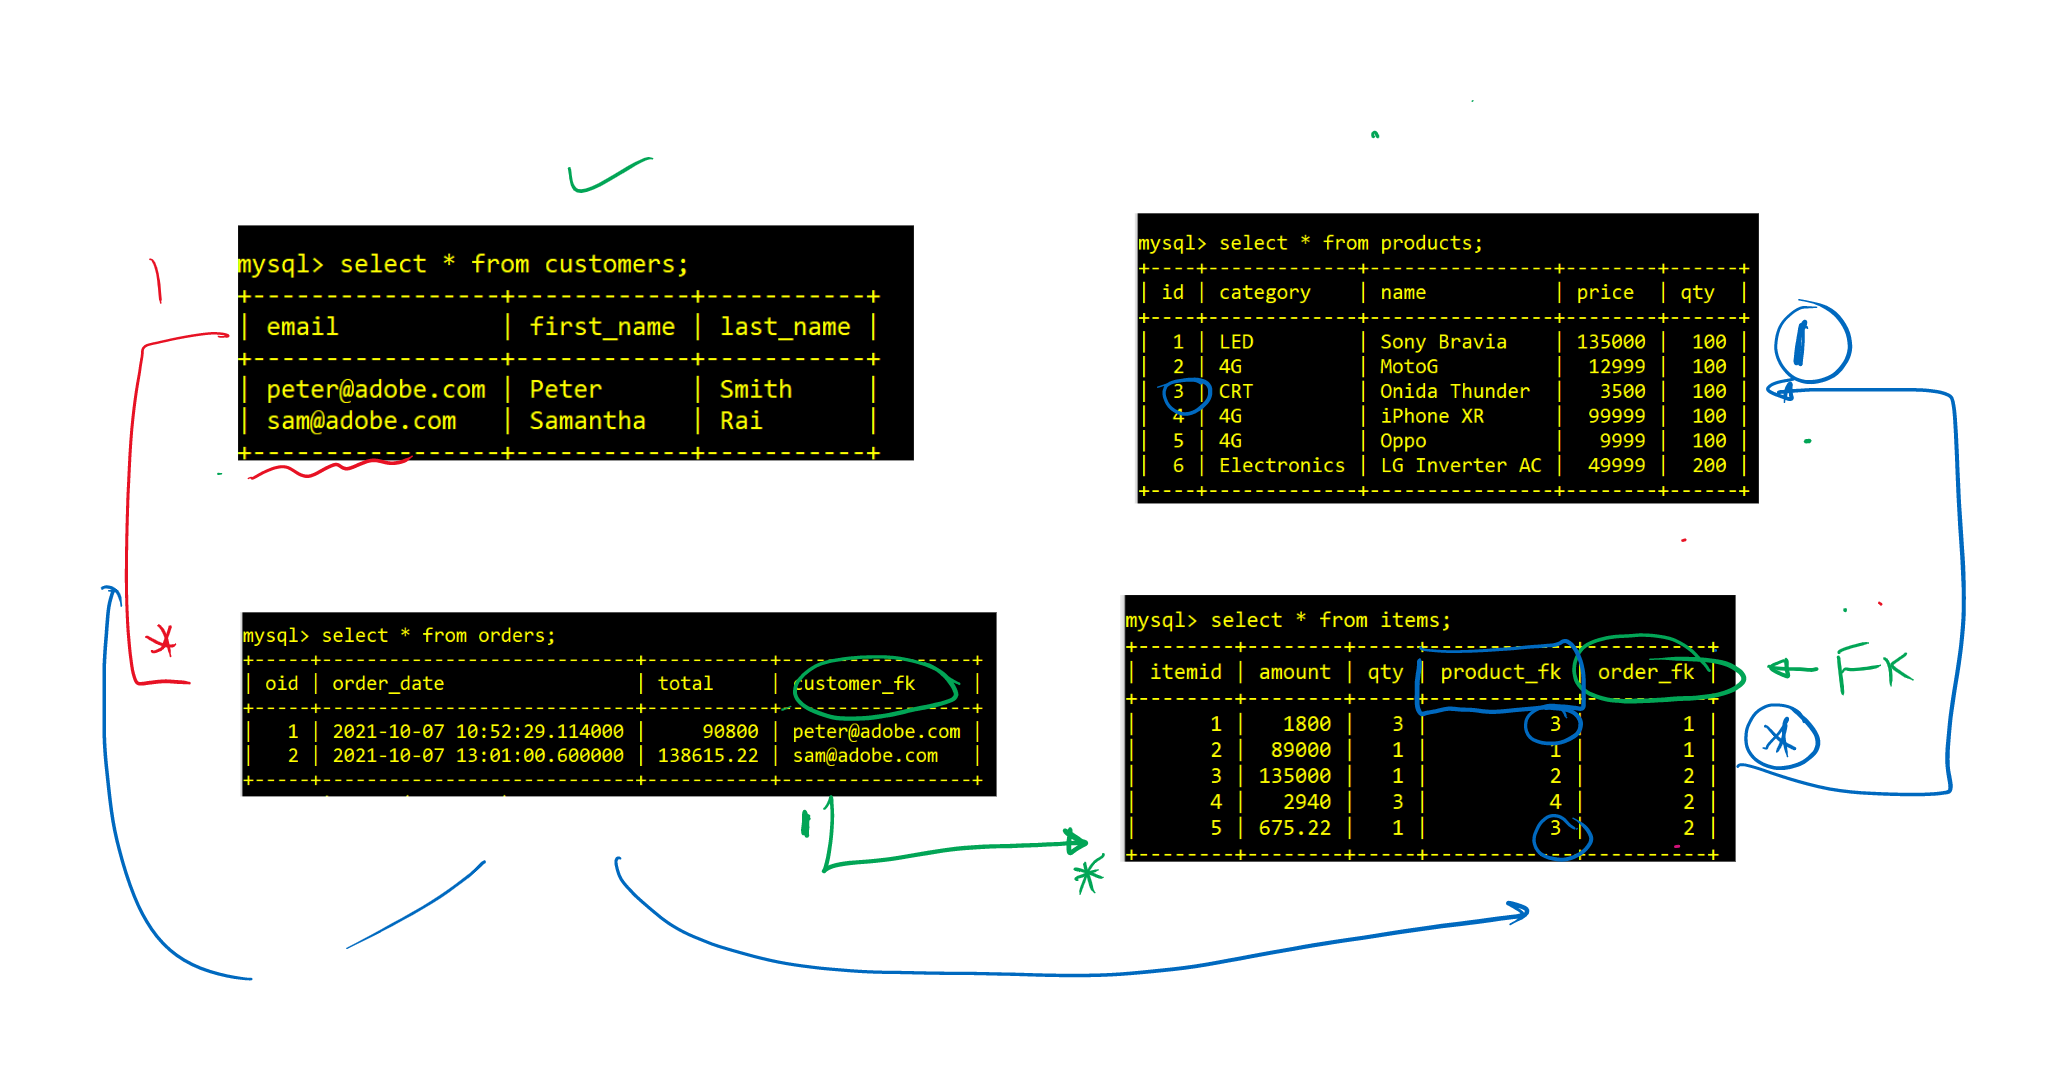 mysql> select * from customers;
+-----------------+------------+-----------+
| email           | first_name | last_name |
+-----------------+------------+-----------+
| peter@adobe.com | Peter      | Smith     |
| sam@adobe.com   | Samantha   | Rai       |
+-----------------+------------+-----------+
1
*
mysql> select * from products;
+----+-------------+---------------+--------+------+
| id | category    | name          | price  | qty  |
+----+-------------+---------------+--------+------+
|  1 | LED         | Sony Bravia   | 135000 |  100 |
|  2 | 4G          | MotoG         |  12999 |  100 |
|  3 | CRT         | Onida Thunder |   3500 |  100 |
|  4 | 4G          | iPhone XR     |  99999 |  100 |
|  5 | 4G          | Oppo          |   9999 |  100 |
|  6 | Electronics | LG Inverter AC |  49999 |  200 |
+----+-------------+---------------+--------+------+
1
mysql> select * from orders;
+-----+----------------------------+-----------+-----------------+
| oid | order_date                 | total     | customer_fk     |
+-----+----------------------------+-----------+-----------------+
|   1 | 2021-10-07 10:52:29.114000 |     90800 | peter@adobe.com |
|   2 | 2021-10-07 13:01:00.600000 | 138615.22 | sam@adobe.com   |
+-----+----------------------------+-----------+-----------------+
1
*
mysql> select * from items;
+--------+--------+-----+------------+----------+
| itemid | amount | qty | product_fk | order_fk |
+--------+--------+-----+------------+----------+
|      1 |   1800 |   3 |          3 |        1 |
|      2 |  89000 |   1 |          1 |        1 |
|      3 | 135000 |   1 |          2 |        2 |
|      4 |   2940 |   3 |          4 |        2 |
|      5 | 675.22 |   1 |          3 |        2 |
+--------+--------+-----+------------+----------+
FK
*